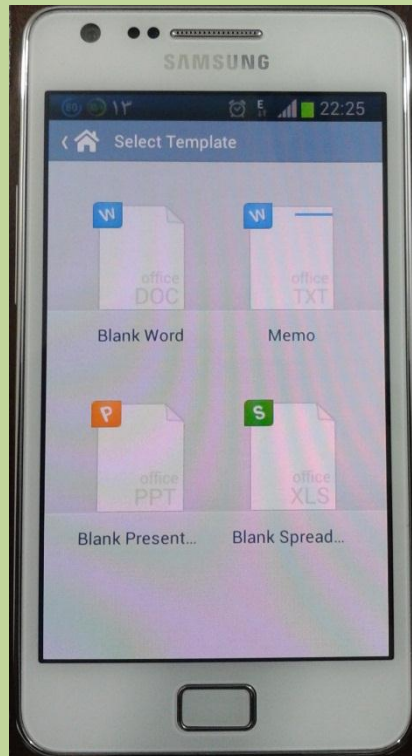 SAMSUNG
۱۳
E
22:25
Select Template
W
office
DOC
W
office
TXT
Blank Word
Memo
P
office
PPT
S
office
XLS
Blank Present...
Blank Spread...